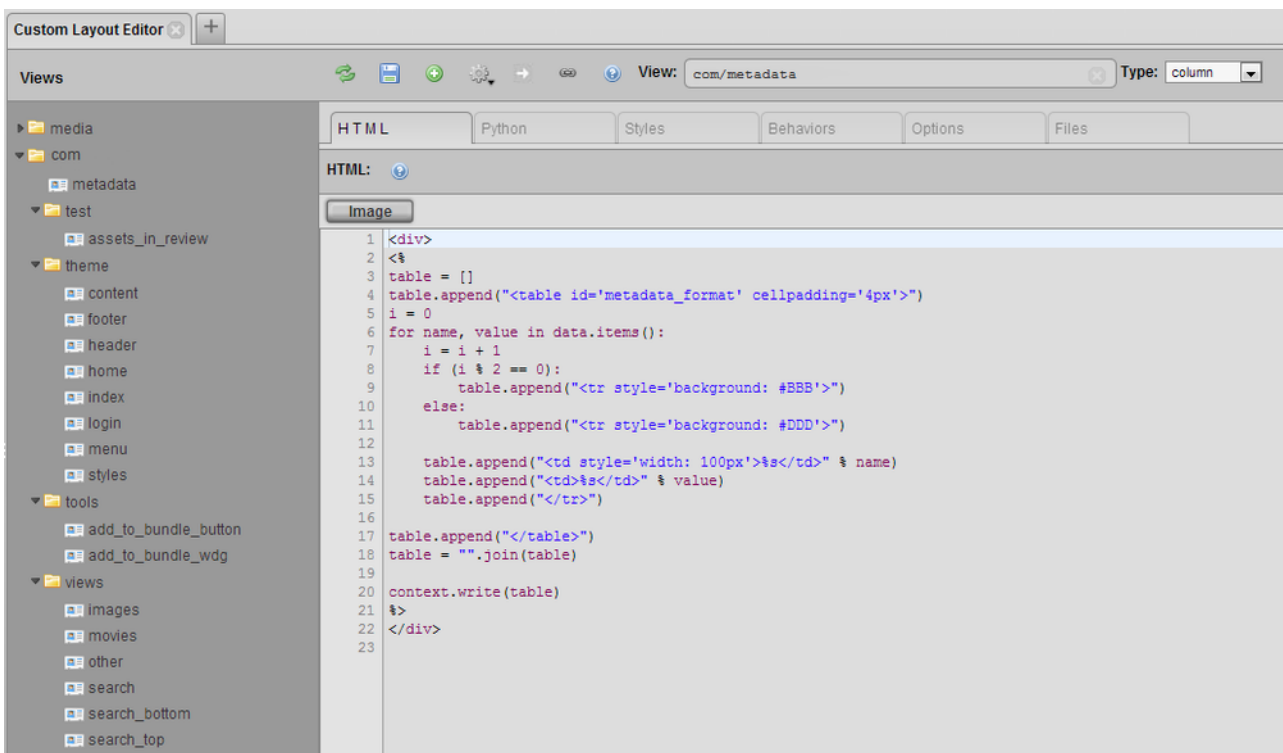 Custom Layout Editor
Views
View: com/metadata Type: column
media
com
metadata
test
assets_in_review
theme
content
footer
header
home
index
login
menu
styles
tools
add_to_bundle_button
add_to_bundle_wdg
views
images
movies
other
search
search_bottom
search_top
HTML Python Styles Behaviors Options Files
HTML:
Image
1 <div>
2 <%
3 table = []
4 table.append("<table id='metadata_format' cellpadding='4px'>")
5 i = 0
6 for name, value in data.items():
7     i = i + 1
8     if (i % 2 == 0):
9         table.append("<tr style='background: #BBB'>")
10     else:
11         table.append("<tr style='background: #DDD'>")
12
13     table.append("<td style='width: 100px'>%s</td>" % name)
14     table.append("<td>%s</td>" % value)
15     table.append("</tr>")
16
17 table.append("</table>")
18 table = "".join(table)
19
20 context.write(table)
21 %>
22 </div>
23